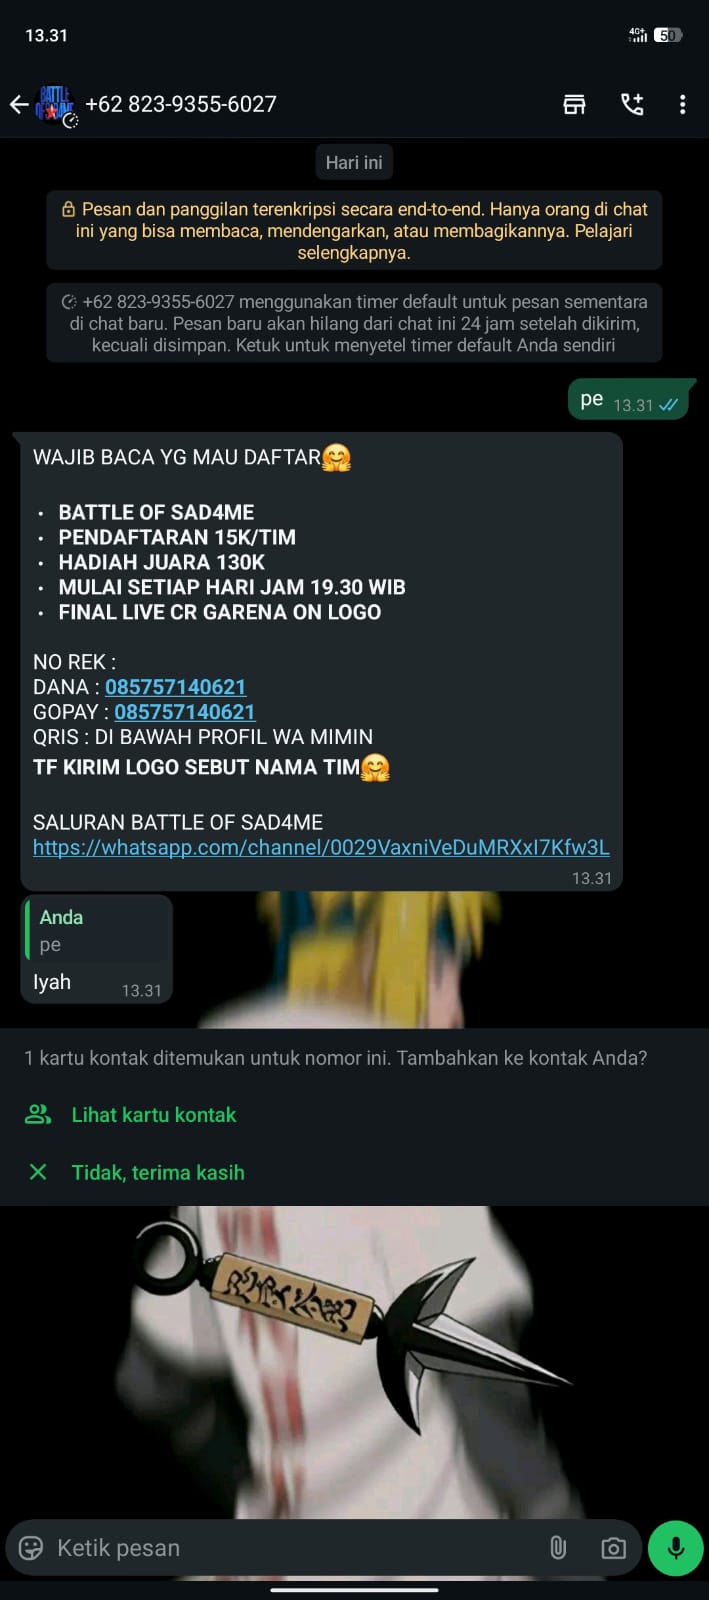 13.31
4G+
50
BATTLE
+62 823-9355-6027
Hari ini
Pesan dan panggilan terenkripsi secara end-to-end. Hanya orang di chat
ini yang bisa membaca, mendengarkan, atau membagikannya. Pelajari
selengkapnya.
+62 823-9355-6027 menggunakan timer default untuk pesan sementara
di chat baru. Pesan baru akan hilang dari chat ini 24 jam setelah dikirim,
kecuali disimpan. Ketuk untuk menyetel timer default Anda sendiri
pe 13.31
WAJIB BACA YG MAU DAFTAR🤗
• BATTLE OF SAD4ME
• PENDAFTARAN 15K/TIM
• HADIAH JUARA 130K
• MULAI SETIAP HARI JAM 19.30 WIB
• FINAL LIVE CR GARENA ON LOGO
NO REK :
DANA : 085757140621
GOPAY : 085757140621
QRIS : DI BAWAH PROFIL WA MIMIN
TF KIRIM LOGO SEBUT NAMA TIM🤗
SALURAN BATTLE OF SAD4ME
https://whatsapp.com/channel/0029VaxniVeDuMRXxI7Kfw3L
13.31
Anda
pe
Iyah 13.31
1 kartu kontak ditemukan untuk nomor ini. Tambahkan ke kontak Anda?
Lihat kartu kontak
Tidak, terima kasih
Ketik pesan